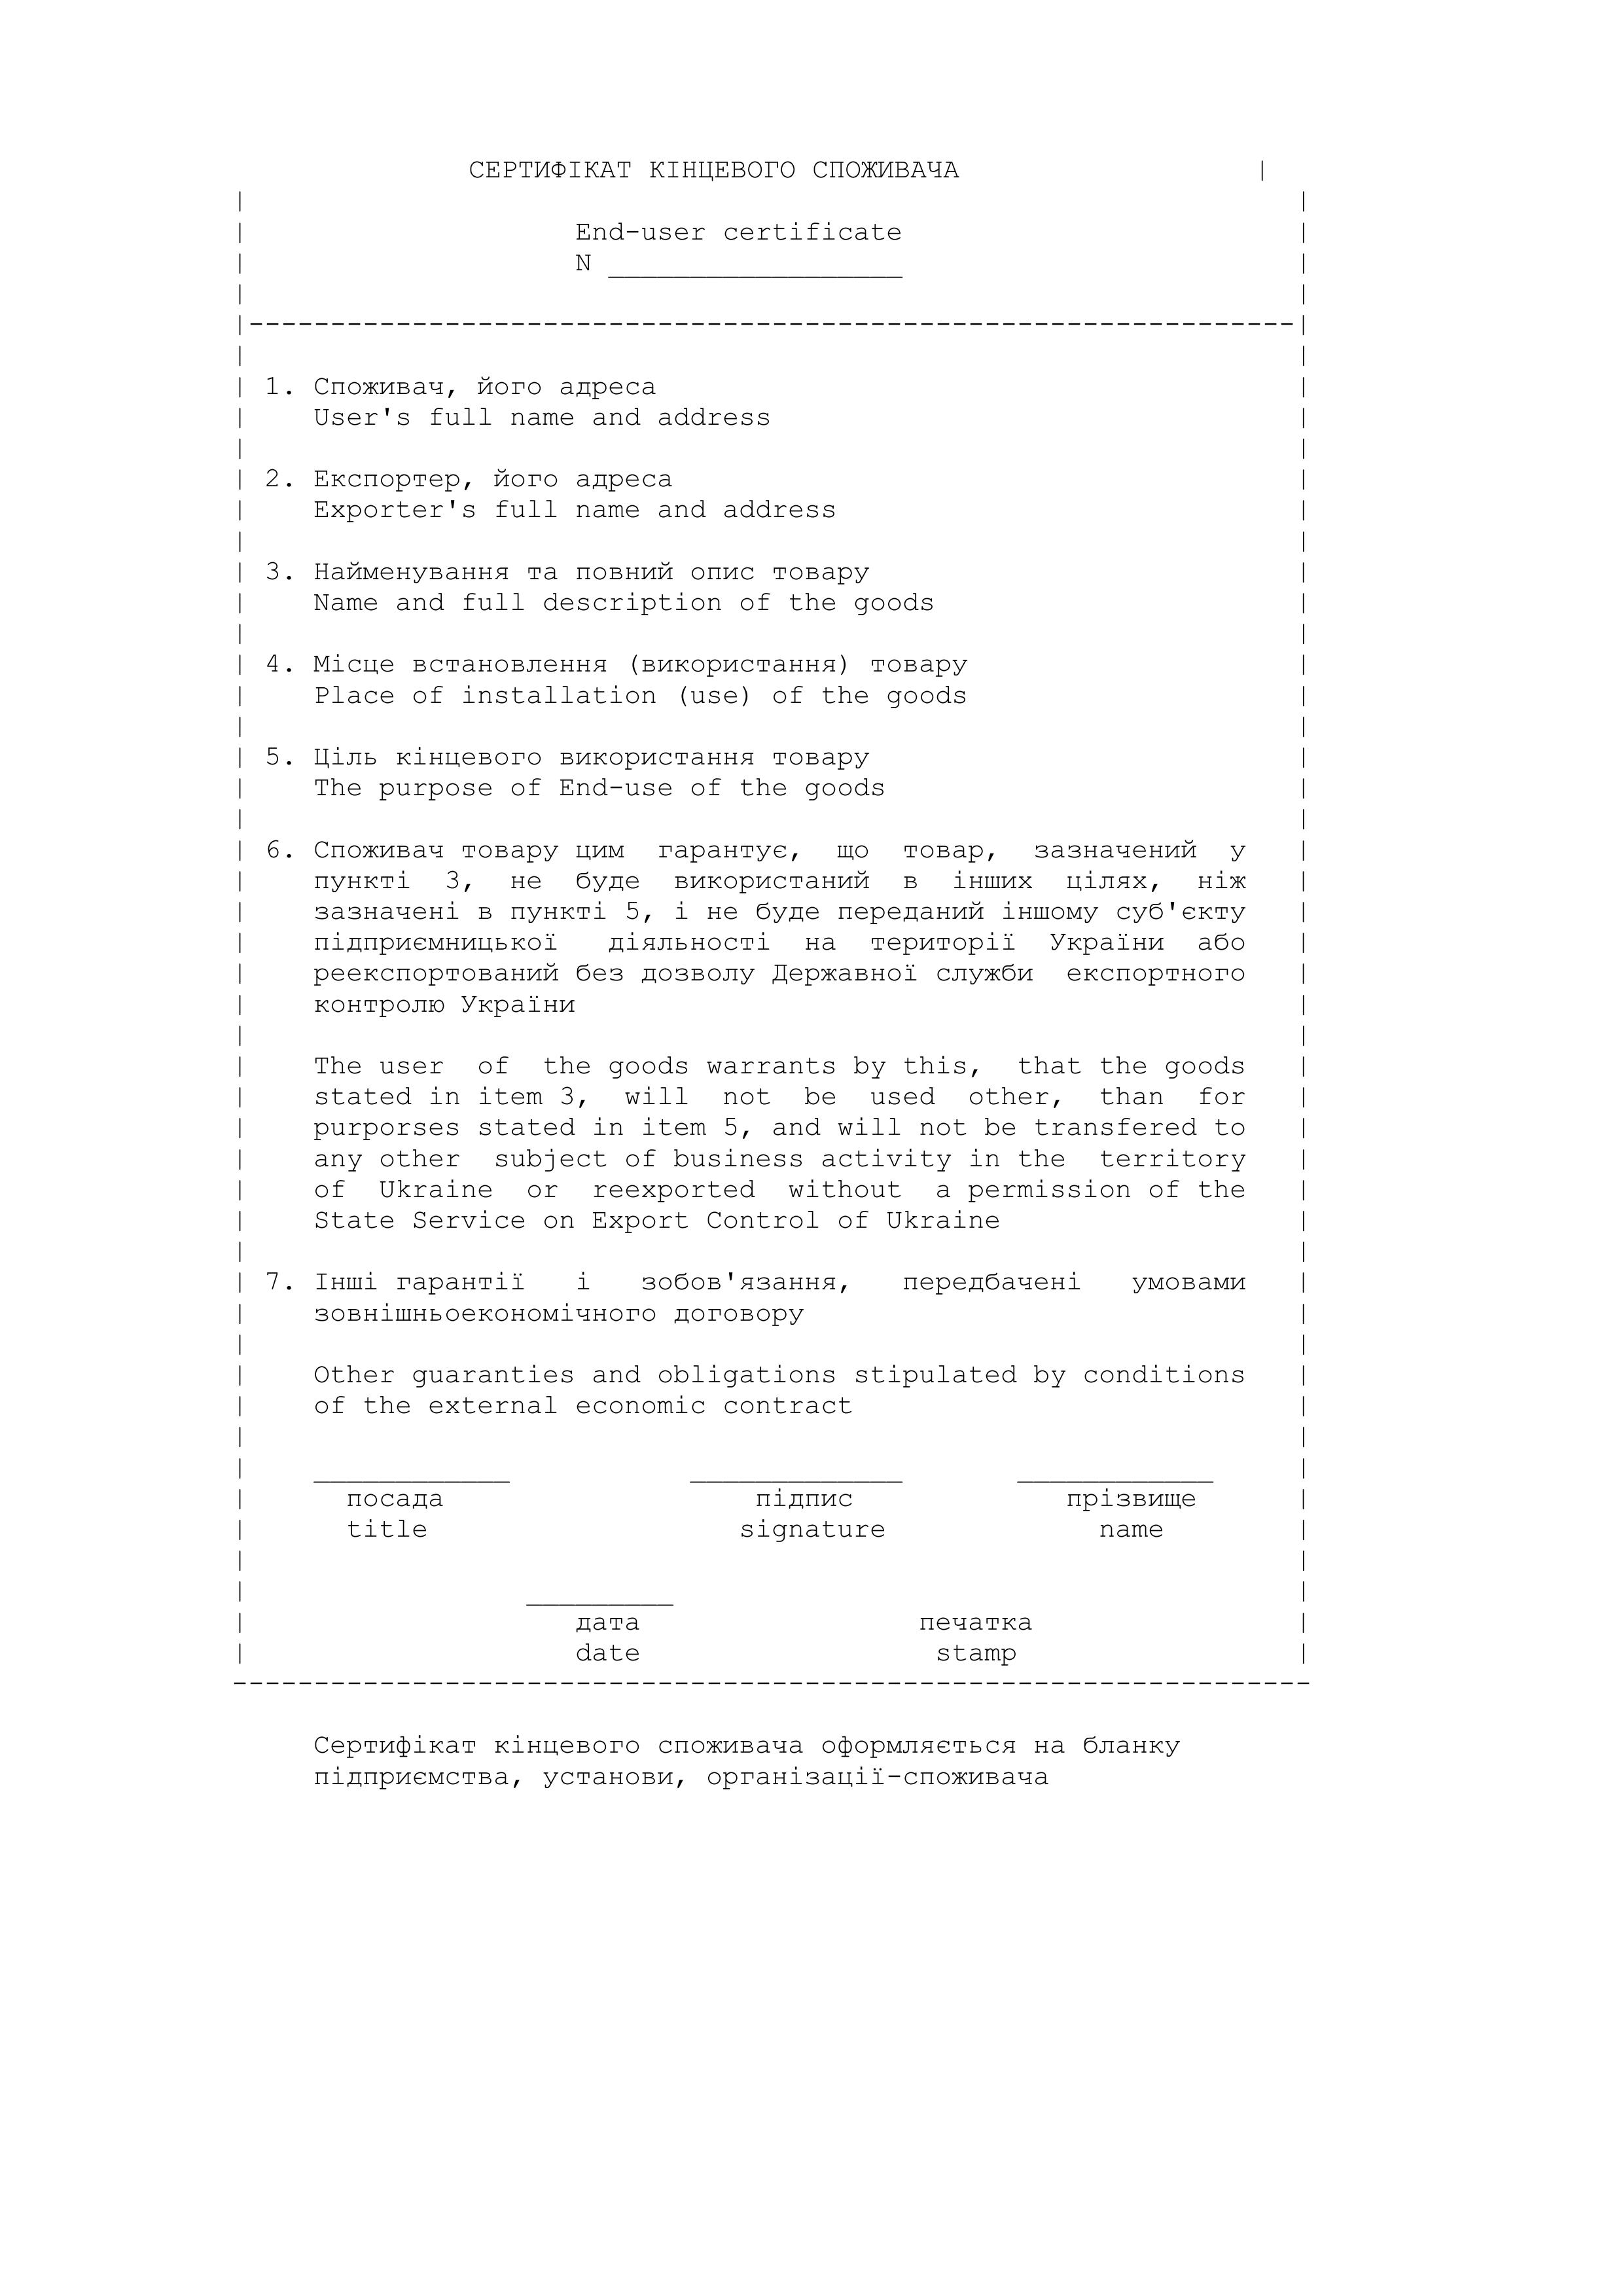 СЕРТИФІКАТ КІНЦЕВОГО СПОЖИВАЧА |
| |
| End-user certificate |
| N __________________ |
| |
|----------------------------------------------------------------|
| |
| 1. Споживач, його адреса |
| User's full name and address |
| |
| 2. Експортер, його адреса |
| Exporter's full name and address |
| |
| 3. Найменування та повний опис товару |
| Name and full description of the goods |
| |
| 4. Місце встановлення (використання) товару |
| Place of installation (use) of the goods |
| |
| 5. Ціль кінцевого використання товару |
| The purpose of End-use of the goods |
| |
| 6. Споживач товару цим гарантує, що товар, зазначений у |
| пункті 3, не буде використаний в інших цілях, ніж |
| зазначені в пункті 5, і не буде переданий іншому суб'єкту |
| підприємницької діяльності на території України або |
| реекспортований без дозволу Державної служби експортного |
| контролю України |
| |
| The user of the goods warrants by this, that the goods |
| stated in item 3, will not be used other, than for |
| purporses stated in item 5, and will not be transfered to |
| any other subject of business activity in the territory |
| of Ukraine or reexported without a permission of the |
| State Service on Export Control of Ukraine |
| |
| 7. Інші гарантії і зобов'язання, передбачені умовами |
| зовнішньоекономічного договору |
| |
| Other guaranties and obligations stipulated by conditions |
| of the external economic contract |
| |
| ____________ _____________ ____________ |
| посада підпис прізвище |
| title signature name |
| |
| _________ |
| дата печатка |
| date stamp |
------------------------------------------------------------------
Сертифікат кінцевого споживача оформляється на бланку
підприємства, установи, організації-споживача